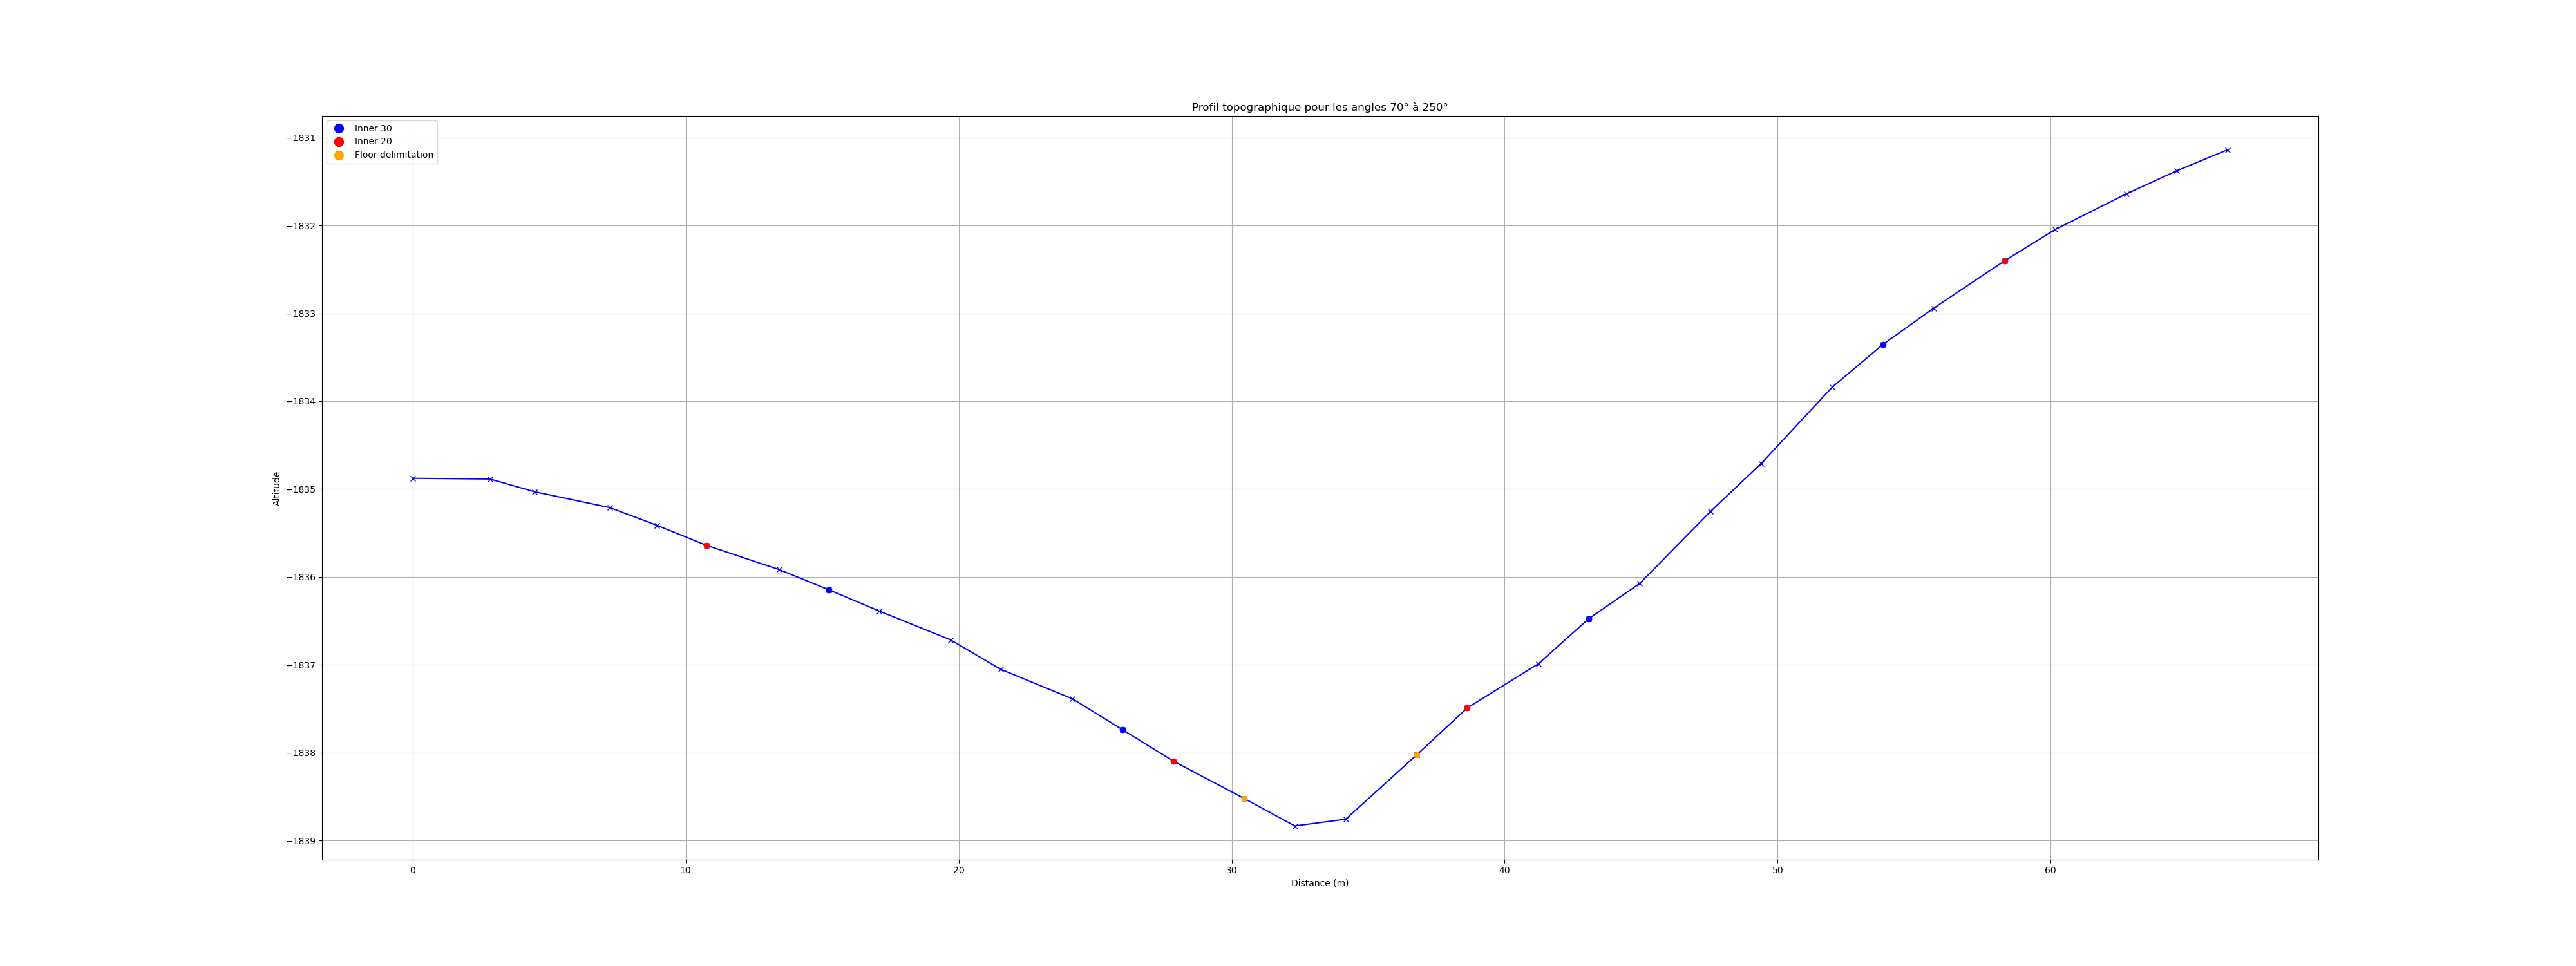 Profil topographique pour les angles 70° à 250°
Inner 30
Inner 20
Floor delimitation
−1831
−1832
−1833
−1834
−1835
−1836
−1837
−1838
−1839
Altitude
0 10 20 30 40 50 60
Distance (m)